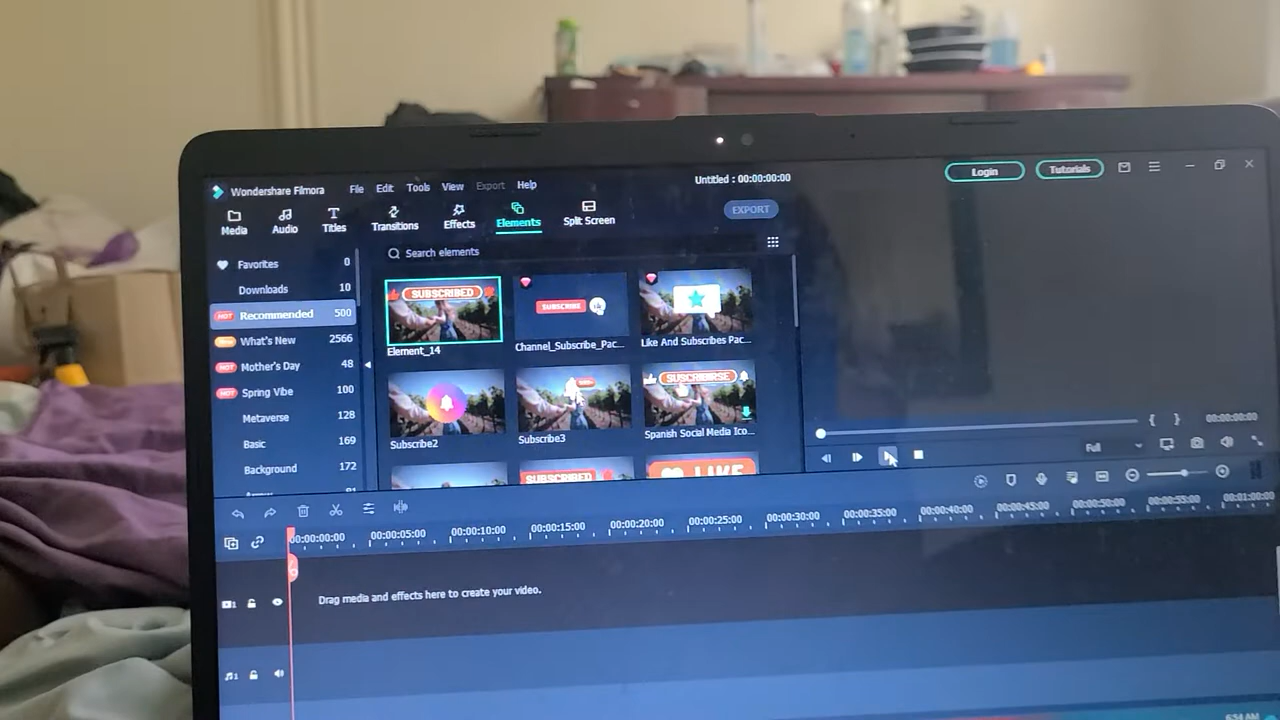 Wondershare Filmora File Edit Tools View Export Help Untitled : 00:00:00:00 Login Tutorials
Media Audio Titles Transitions Effects Elements Split Screen EXPORT
Search elements
Favorites 0
Downloads 10
HOT Recommended 500
What's New 2566
HOT Mother's Day 48
HOT Spring Vibe 100
Metaverse 128
Basic 169
Background 172
SUBSCRIBED
Element_14
SUBSCRIBE
Channel_Subscribe_Pac...
Like And Subscribes Pac...
Subscribe2
Subscribe3
SUSCRIBIRSE
Spanish Social Media Ico...
SUBSCRIBED
LIKE
{ } 00:00:00:00
Full
00:00:00:00 00:00:05:00 00:00:10:00 00:00:15:00 00:00:20:00 00:00:25:00 00:00:30:00 00:00:35:00 00:00:40:00 00:00:45:00 00:00:50:00 00:00:55:00 00:01:00:00
1
Drag media and effects here to create your video.
1
6:54 AM